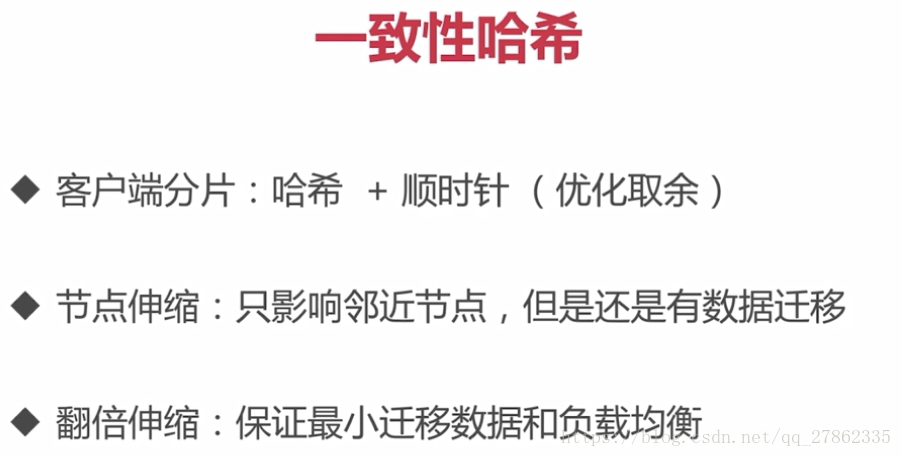 一致性哈希
◆ 客户端分片：哈希 + 顺时针（优化取余）
◆ 节点伸缩：只影响邻近节点，但是还是有数据迁移
◆ 翻倍伸缩：保证最小迁移数据和负载均衡
https://blog.csdn.net/qq_27862335